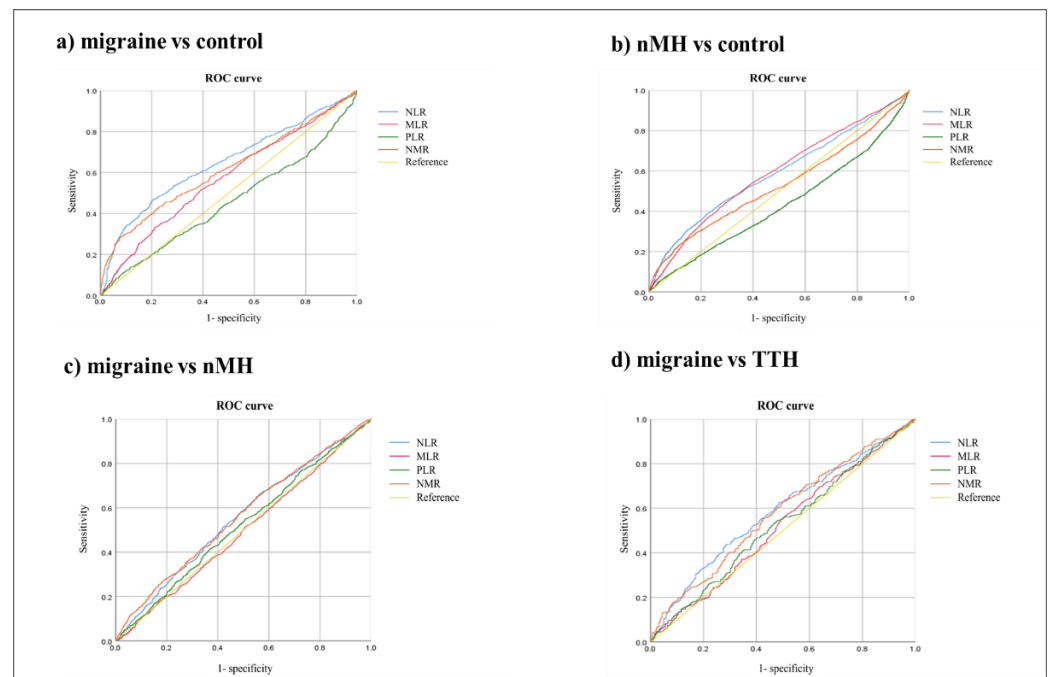 a) migraine vs control
ROC curve
1.0
0.8
0.6
0.4
0.2
0.0
Sensitivity
0.0 0.2 0.4 0.6 0.8 1.0
1- specificity
NLR
MLR
PLR
NMR
Reference
b) nMH vs control
ROC curve
1.0
0.8
0.6
0.4
0.2
0.0
Sensitivity
0.0 0.2 0.4 0.6 0.8 1.0
1- specificity
NLR
MLR
PLR
NMR
Reference
c) migraine vs nMH
ROC curve
1.0
0.8
0.6
0.4
0.2
0.0
Sensitivity
0.0 0.2 0.4 0.6 0.8 1.0
1- specificity
NLR
MLR
PLR
NMR
Reference
d) migraine vs TTH
ROC curve
1.0
0.8
0.6
0.4
0.2
0.0
Sensitivity
0.0 0.2 0.4 0.6 0.8 1.0
1- specificity
NLR
MLR
PLR
NMR
Reference